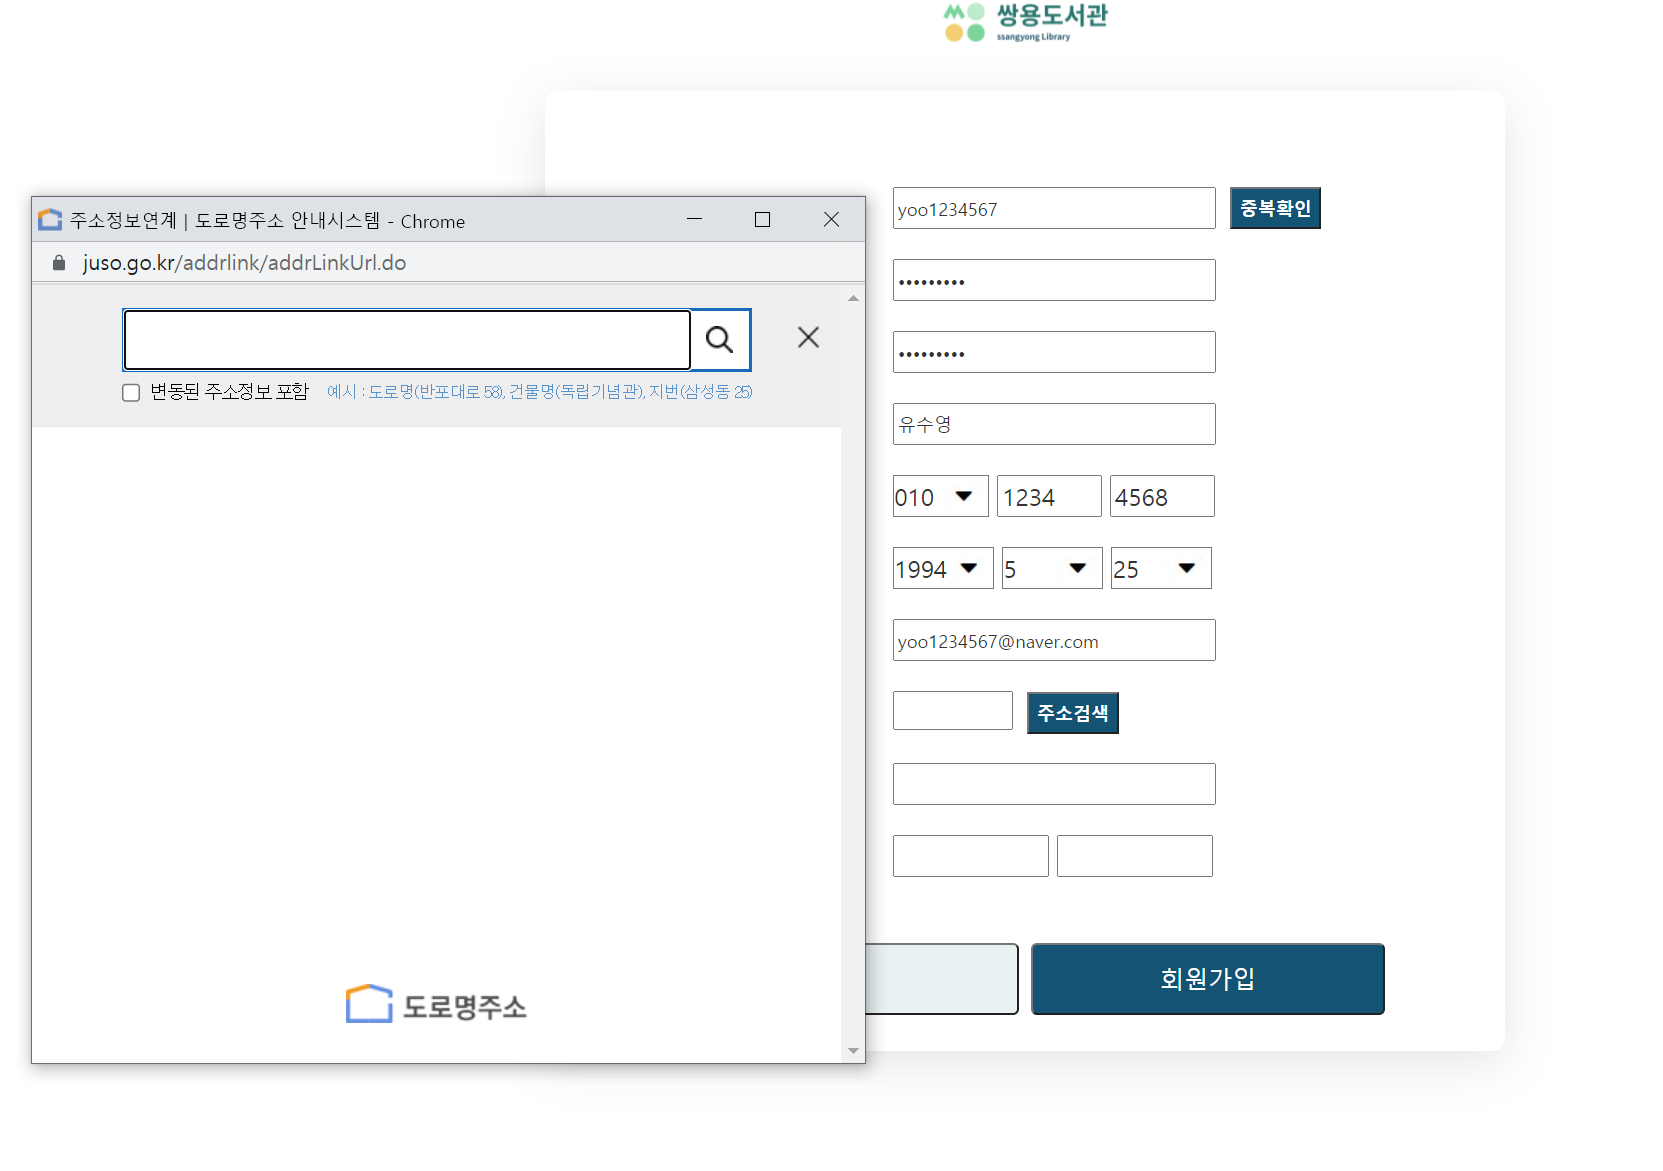 쌍용도서관
ssangyong Library
주소정보연계 | 도로명주소 안내시스템 - Chrome
juso.go.kr/addrlink/addrLinkUrl.do
변동된 주소정보 포함 예시 : 도로명(반포대로 58), 건물명(독립기념관), 지번(삼성동 25)
도로명주소
yoo1234567 중복확인
•••••••••
•••••••••
유수영
010 1234 4568
1994 5 25
yoo1234567@naver.com
주소검색
회원가입